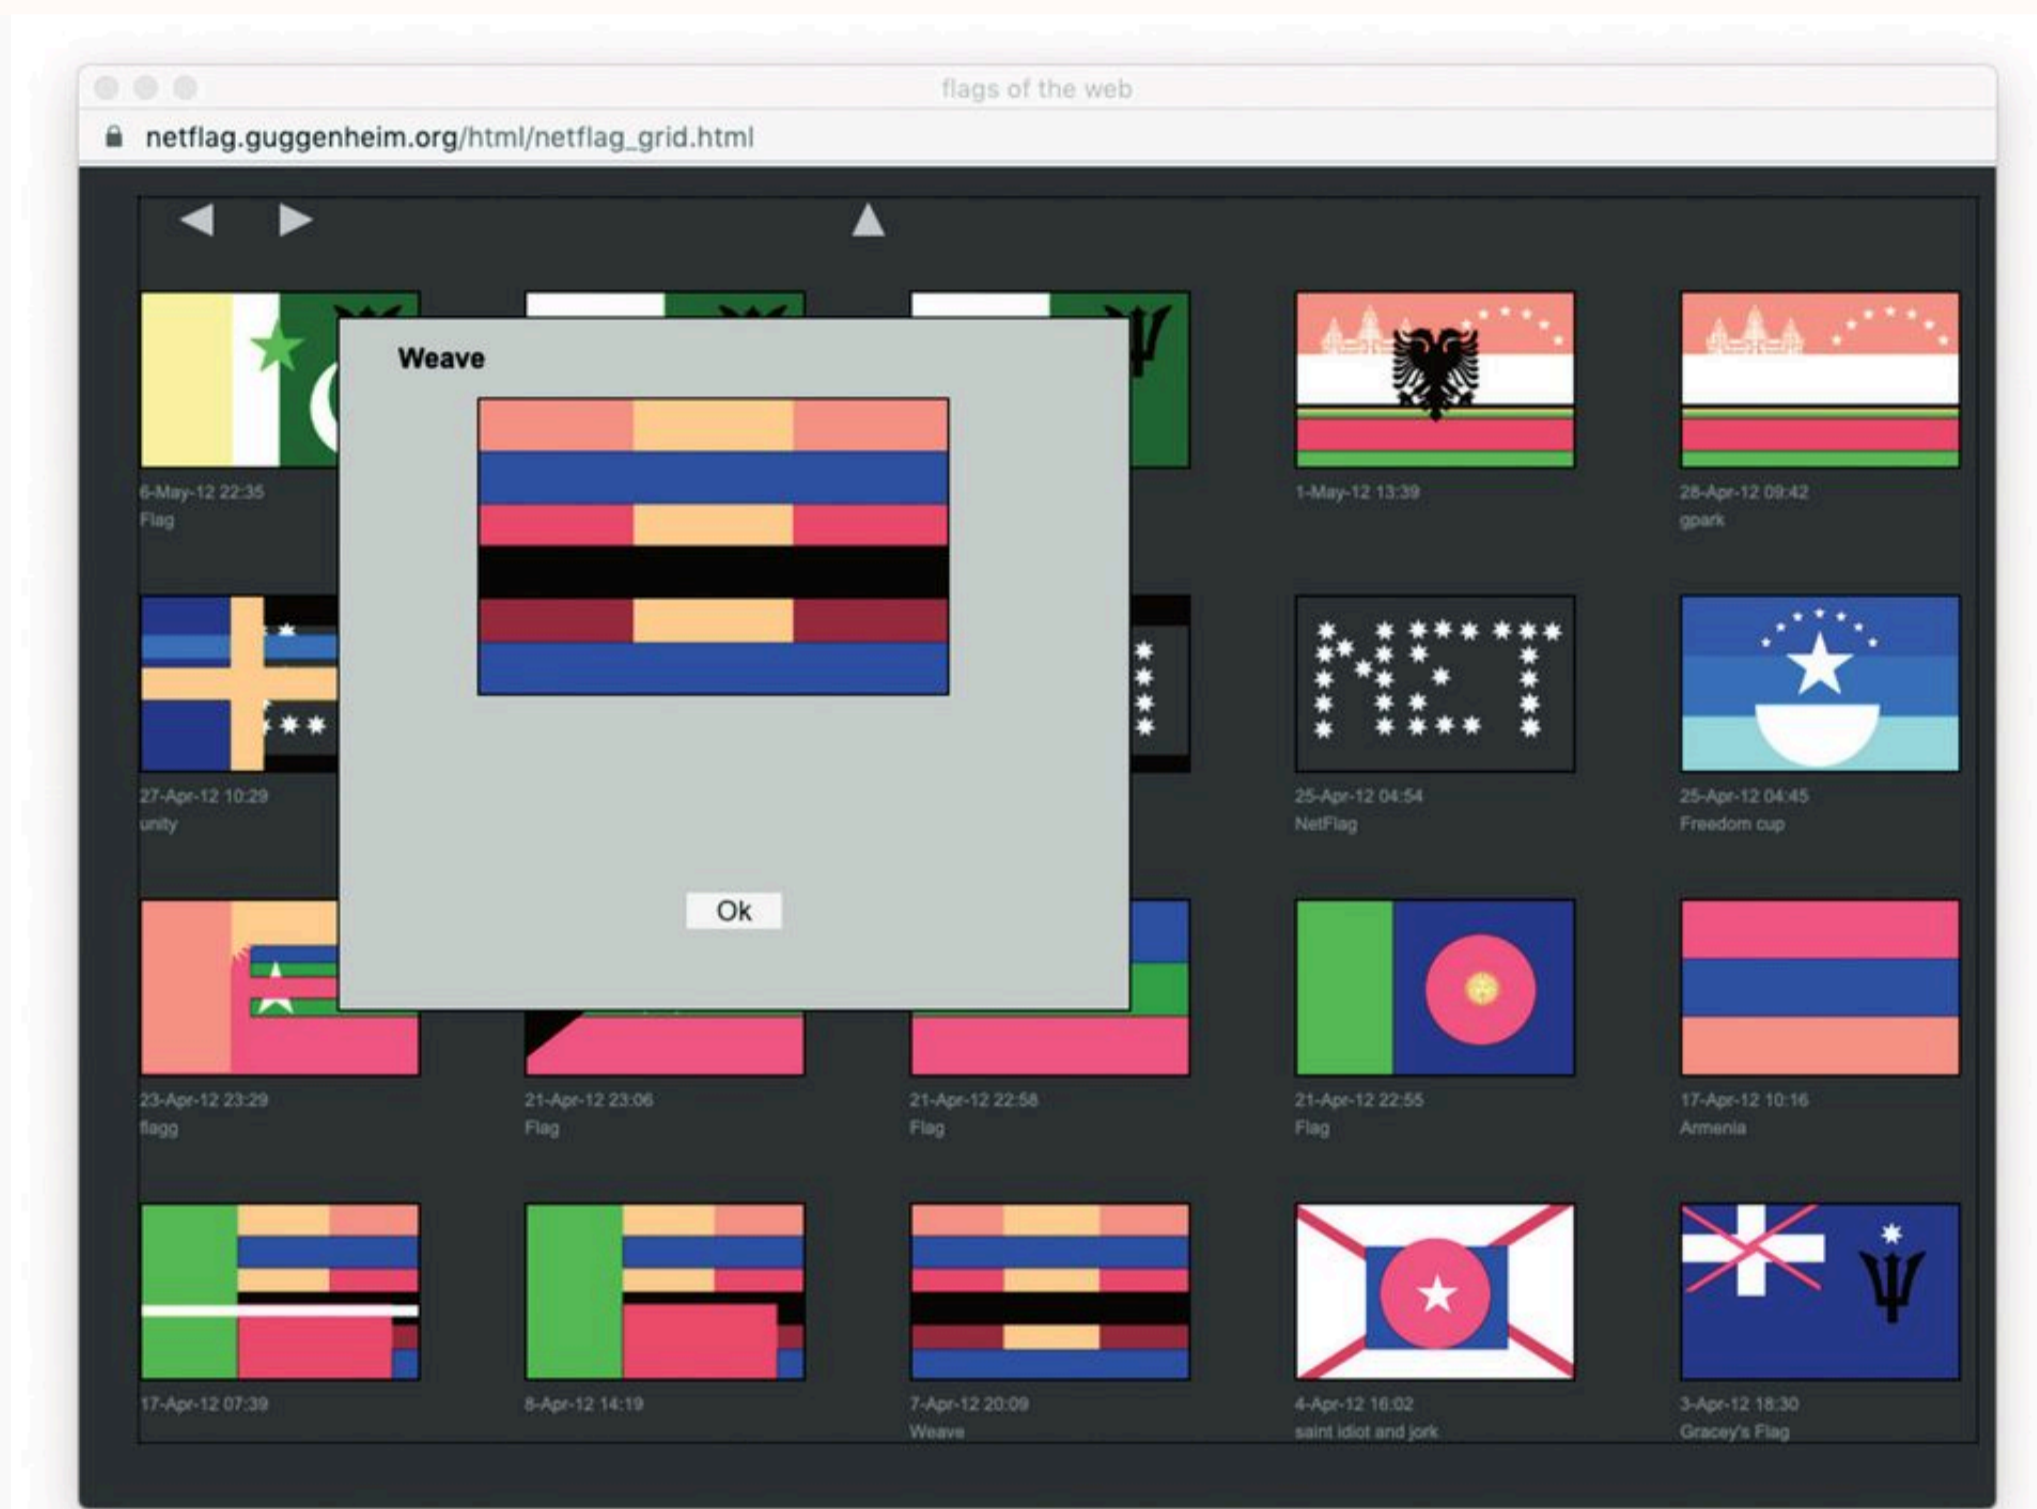 flags of the web
netflag.guggenheim.org/html/netflag_grid.html
Weave
6-May-12 22:35
Flag
1-May-12 13:39
28-Apr-12 09:42
gpark
NET
27-Apr-12 10:29
unity
25-Apr-12 04:54
NetFlag
25-Apr-12 04:45
Freedom cup
Ok
23-Apr-12 23:29
flagg
21-Apr-12 23:06
Flag
21-Apr-12 22:58
Flag
21-Apr-12 22:55
Flag
17-Apr-12 10:16
Armenia
17-Apr-12 07:39
8-Apr-12 14:19
7-Apr-12 20:09
Weave
4-Apr-12 16:02
saint idiot and jork
3-Apr-12 18:30
Gracey's Flag